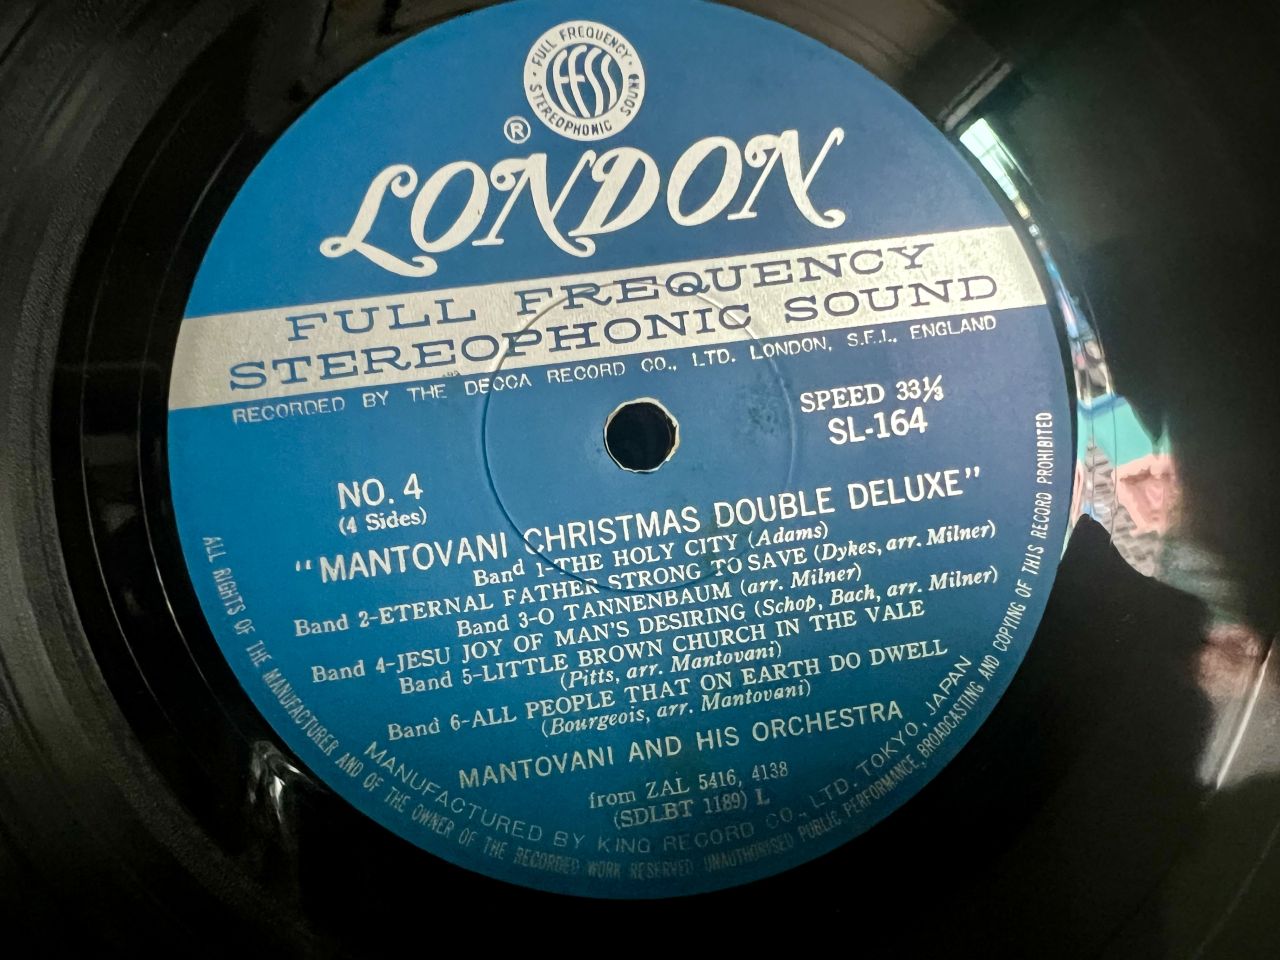 FULL FREQUENCY
FFSS
STEREOPHONIC SOUND
®
LONDON
FULL FREQUENCY
STEREOPHONIC SOUND
RECORDED BY THE DECCA RECORD CO., LTD. LONDON, S.F.I., ENGLAND
SPEED 33⅓
SL-164
NO. 4
(4 Sides)
"MANTOVANI CHRISTMAS DOUBLE DELUXE"
Band 1-THE HOLY CITY (Adams)
Band 2-ETERNAL FATHER STRONG TO SAVE (Dykes, arr. Milner)
Band 3-O TANNENBAUM (arr. Milner)
Band 4-JESU JOY OF MAN'S DESIRING (Schop, Bach, arr. Milner)
Band 5-LITTLE BROWN CHURCH IN THE VALE
(Pitts, arr. Mantovani)
Band 6-ALL PEOPLE THAT ON EARTH DO DWELL
(Bourgeois, arr. Mantovani)
MANTOVANI AND HIS ORCHESTRA
from ZAL 5416, 4138
(SDLBT 1189) L
MANUFACTURED BY KING RECORD CO., LTD. TOKYO, JAPAN
ALL RIGHTS OF THE MANUFACTURER AND OF THE OWNER OF THE RECORDED WORK RESERVED UNAUTHORISED PUBLIC PERFORMANCE, BROADCASTING AND COPYING OF THIS RECORD PROHIBITED